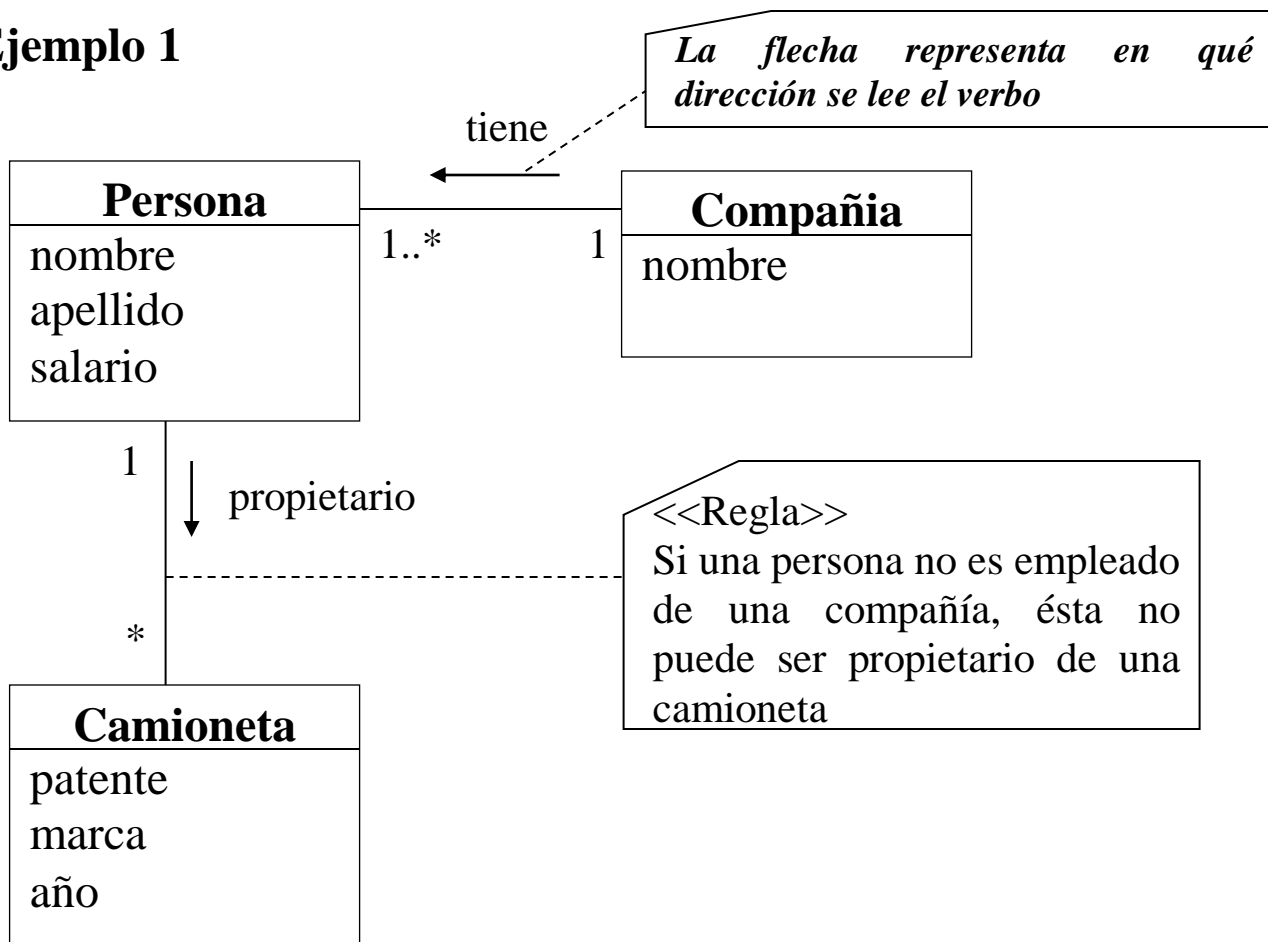 Ejemplo 1
La flecha representa en qué
dirección se lee el verbo
tiene
Persona
nombre
apellido
salario
1..*
1
Compañia
nombre
1
propietario
*
<<Regla>>
Si una persona no es empleado
de una compañía, ésta no
puede ser propietario de una
camioneta
Camioneta
patente
marca
año